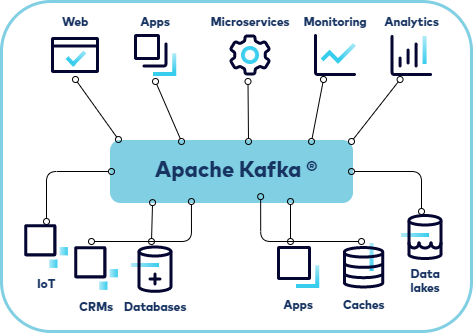 Web
Apps
Microservices
Monitoring
Analytics
Apache Kafka ®
IoT
CRMs
Databases
Apps
Caches
Data
lakes